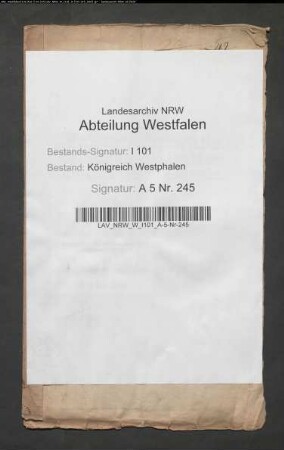 Landesarchiv NRW
Abteilung Westfalen
Bestands-Signatur: I 101
Bestand: Königreich Westphalen
Signatur: A 5 Nr. 245
LAV_NRW_W_I101_A-5-Nr-245